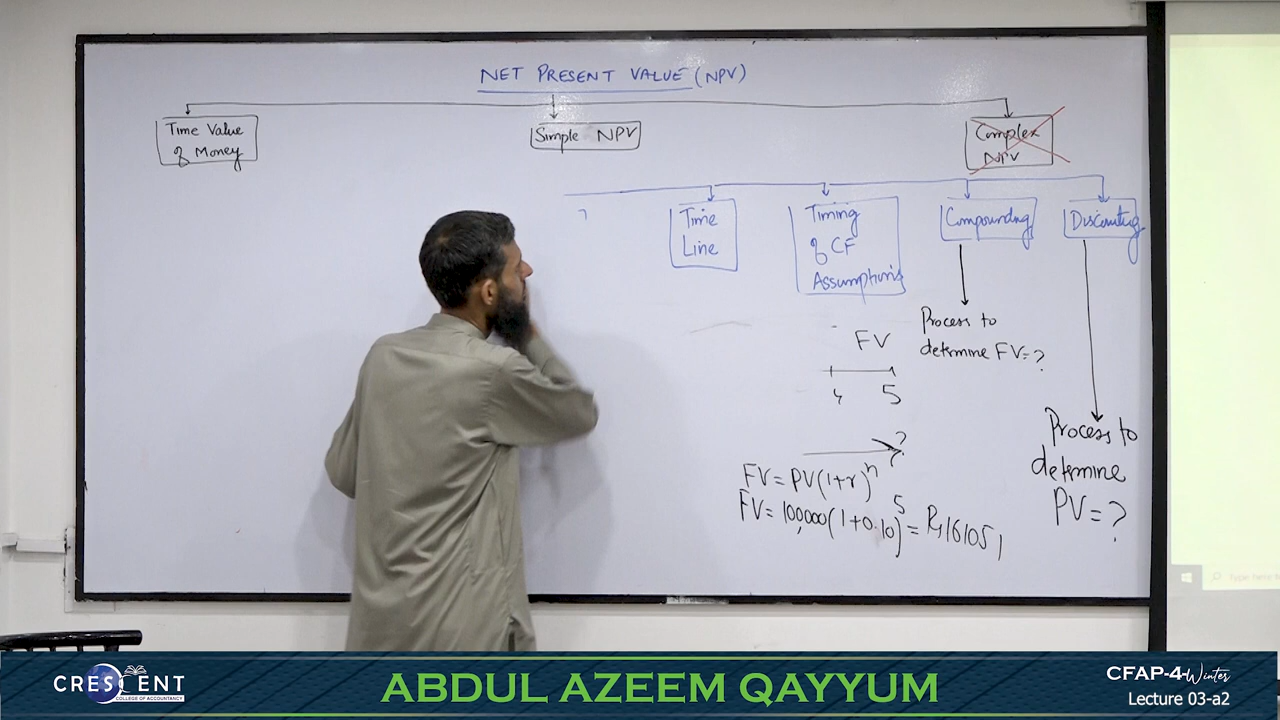 NET PRESENT VALUE (NPV)
Time Value
of Money
Simple NPV
Complex
NPV
Time
Line
Timing
of CF
Assumptions
Compounding
Discounting
Process to
determine FV=?
FV
4 5
?
Process to
determine
PV=?
FV = PV(1+r)^n
FV = 100,000(1+0.10)^5 = Rs161051
Type here
CRESCENT
COLLEGE OF ACCOUNTANCY
ABDUL AZEEM QAYYUM
CFAP-4 Winter
Lecture 03-a2